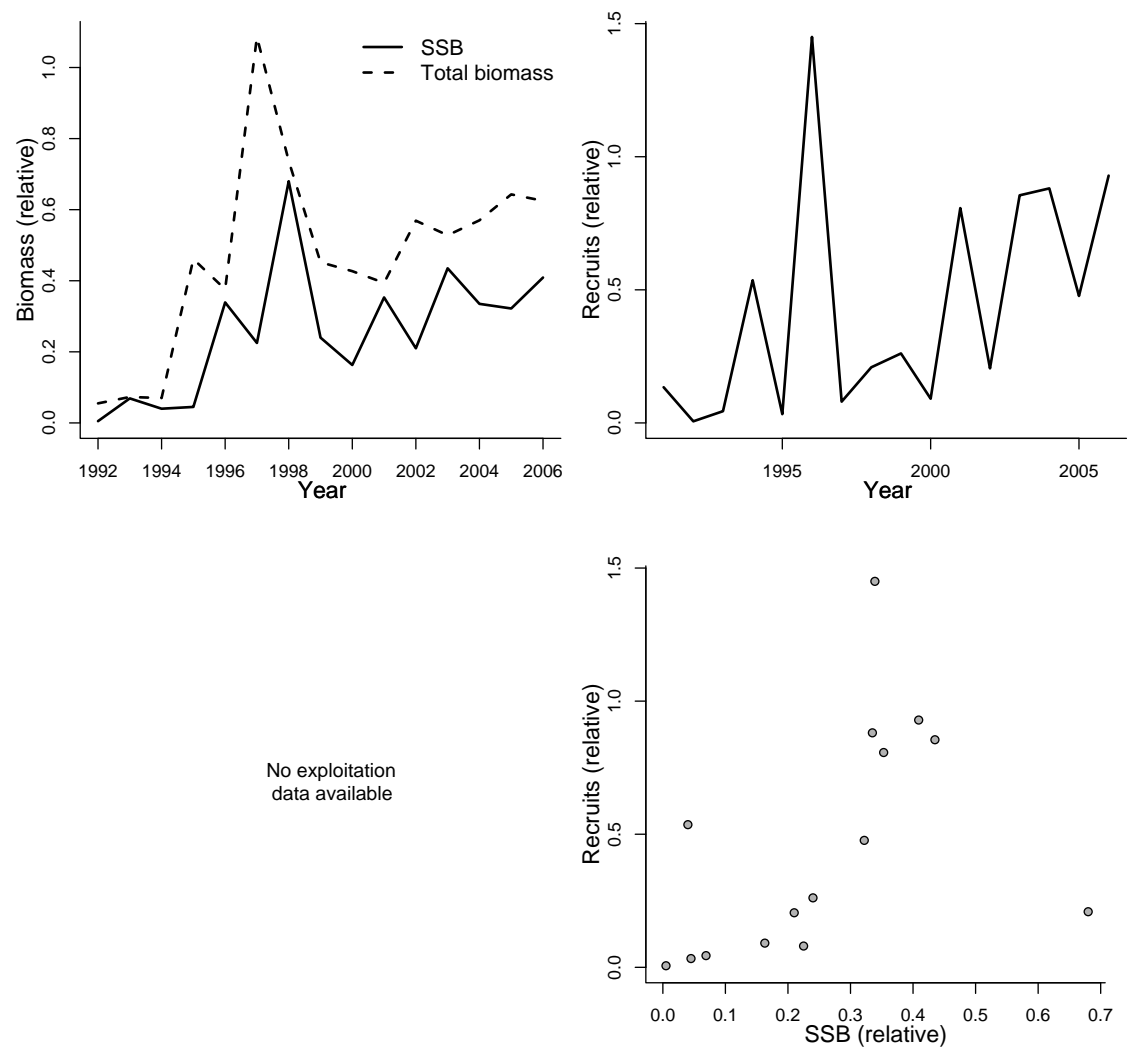 SSB
Total biomass
Biomass (relative)
0.0
0.2
0.4
0.6
0.8
1.0
1992 1994 1996 1998 2000 2002 2004 2006
Year
Recruits (relative)
0.0
0.5
1.0
1.5
1995 2000 2005
Year
No exploitation
data available
Recruits (relative)
0.0
0.5
1.0
1.5
0.0 0.1 0.2 0.3 0.4 0.5 0.6 0.7
SSB (relative)